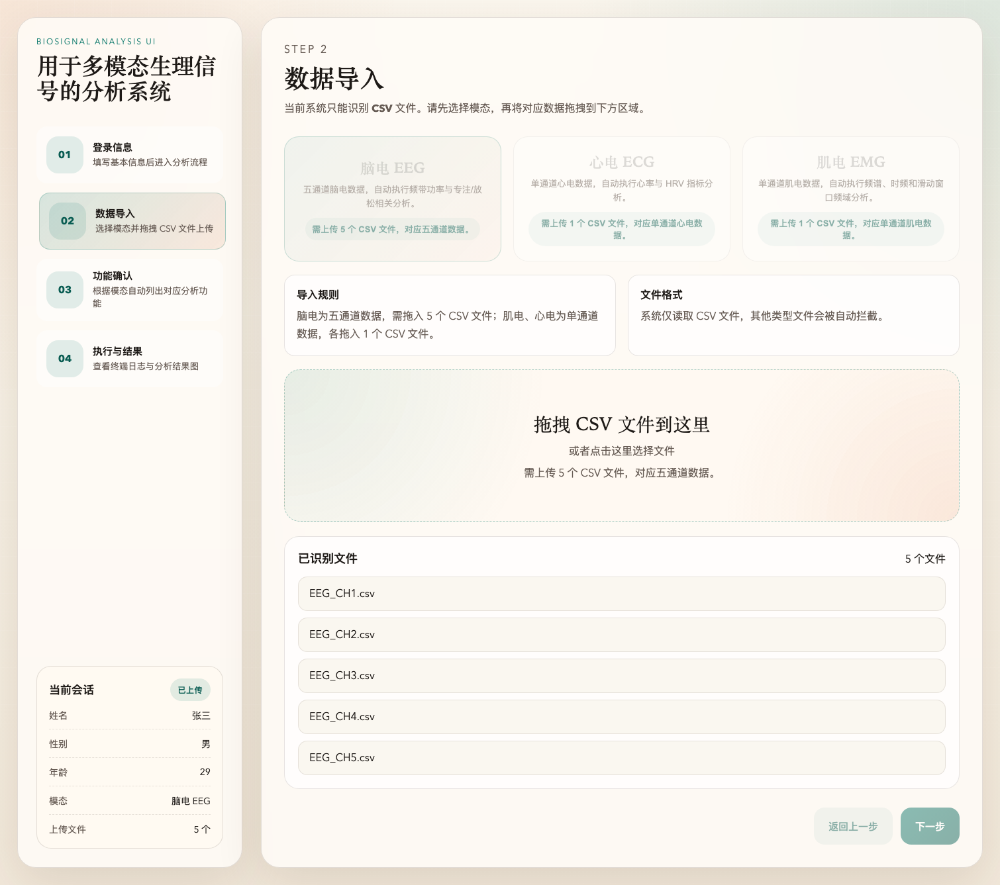 BIOSIGNAL ANALYSIS UI
用于多模态生理信
号的分析系统
01
登录信息
填写基本信息后进入分析流程
02
数据导入
选择模态并拖拽 CSV 文件上传
03
功能确认
根据模态自动列出对应分析功
能
04
执行与结果
查看终端日志与分析结果图
当前会话
已上传
姓名
张三
性别
男
年龄
29
模态
脑电 EEG
上传文件
5 个
STEP 2
数据导入
当前系统只能识别 CSV 文件。请先选择模态，再将对应数据拖拽到下方区域。
脑电 EEG
五通道脑电数据，自动执行频带功率与专注/放
松相关分析。
需上传 5 个 CSV 文件，对应五通道数据。
心电 ECG
单通道心电数据，自动执行心率与 HRV 指标分
析。
需上传 1 个 CSV 文件，对应单通道心电数
据。
肌电 EMG
单通道肌电数据，自动执行频谱、时频和滑动窗
口频域分析。
需上传 1 个 CSV 文件，对应单通道肌电数
据。
导入规则
脑电为五通道数据，需拖入 5 个 CSV 文件；肌电、心电为单通道
数据，各拖入 1 个 CSV 文件。
文件格式
系统仅读取 CSV 文件，其他类型文件会被自动拦截。
拖拽 CSV 文件到这里
或者点击这里选择文件
需上传 5 个 CSV 文件，对应五通道数据。
已识别文件
5 个文件
EEG_CH1.csv
EEG_CH2.csv
EEG_CH3.csv
EEG_CH4.csv
EEG_CH5.csv
返回上一步
下一步